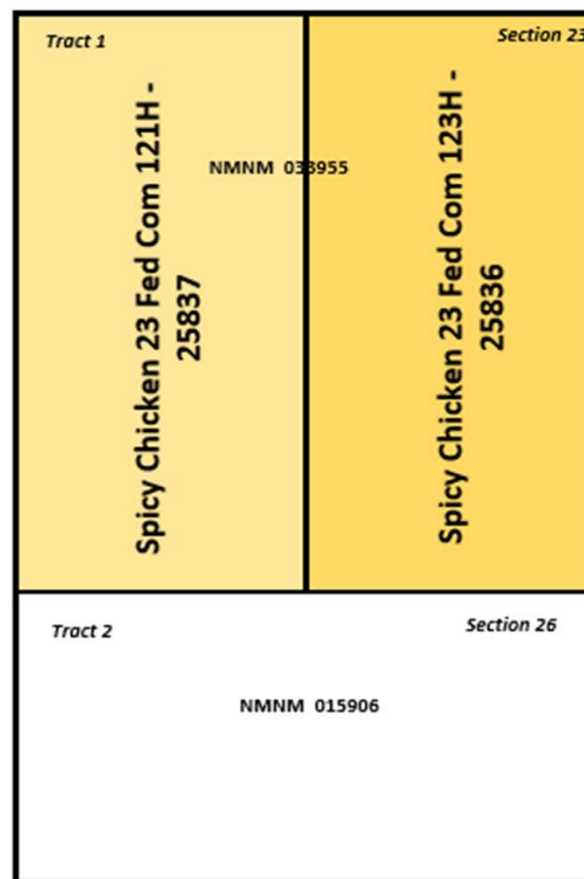 Tract 1
Section 23
NMNM 033955
Spicy Chicken 23 Fed Com 121H -
25837
Spicy Chicken 23 Fed Com 123H -
25836
Tract 2
Section 26
NMNM 015906